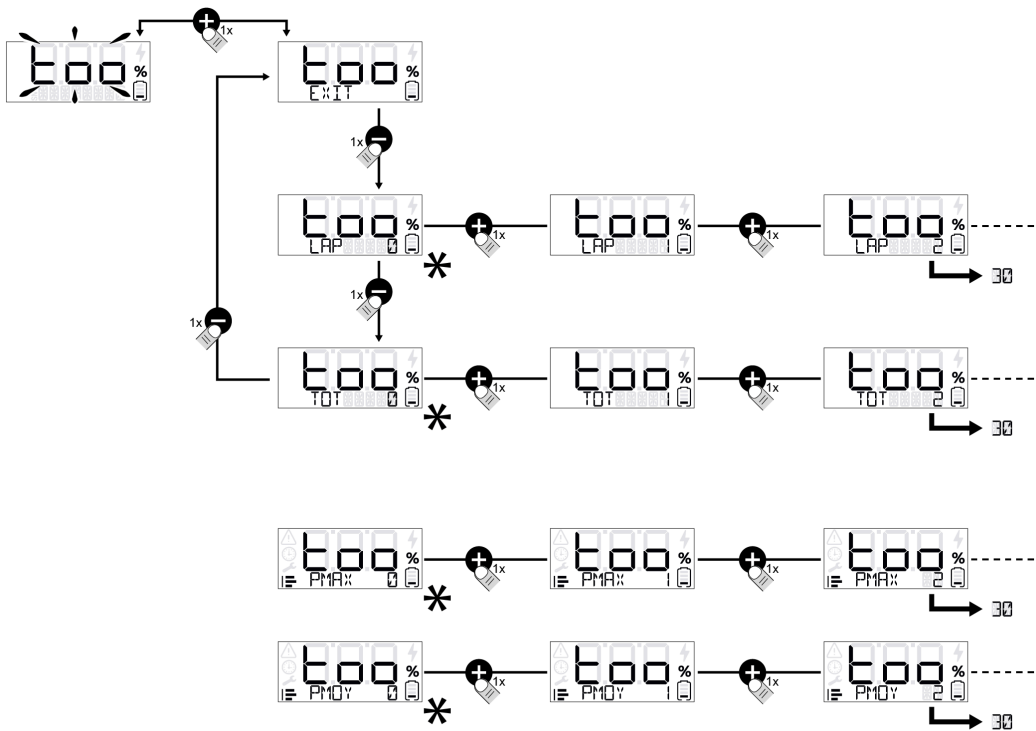 1x
too %
too %
EXIT
1x
too %
LAP 0
1x
too %
LAP 1
1x
too %
LAP 2
30
1x
1x
too %
TOT 0
1x
too %
TOT 1
1x
too %
TOT 2
30
too %
PMAX 0
1x
too %
PMAX 1
1x
too %
PMAX 2
30
too %
PMOY 0
1x
too %
PMOY 1
1x
too %
PMOY 2
30